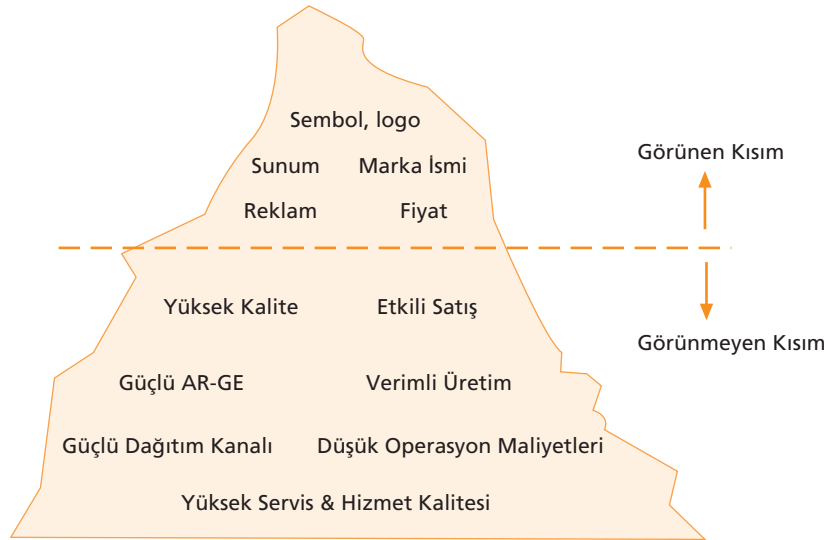 Sembol, logo
Sunum Marka İsmi
Reklam Fiyat
Görünen Kısım
Yüksek Kalite Etkili Satış
Görünmeyen Kısım
Güçlü AR-GE Verimli Üretim
Güçlü Dağıtım Kanalı Düşük Operasyon Maliyetleri
Yüksek Servis & Hizmet Kalitesi